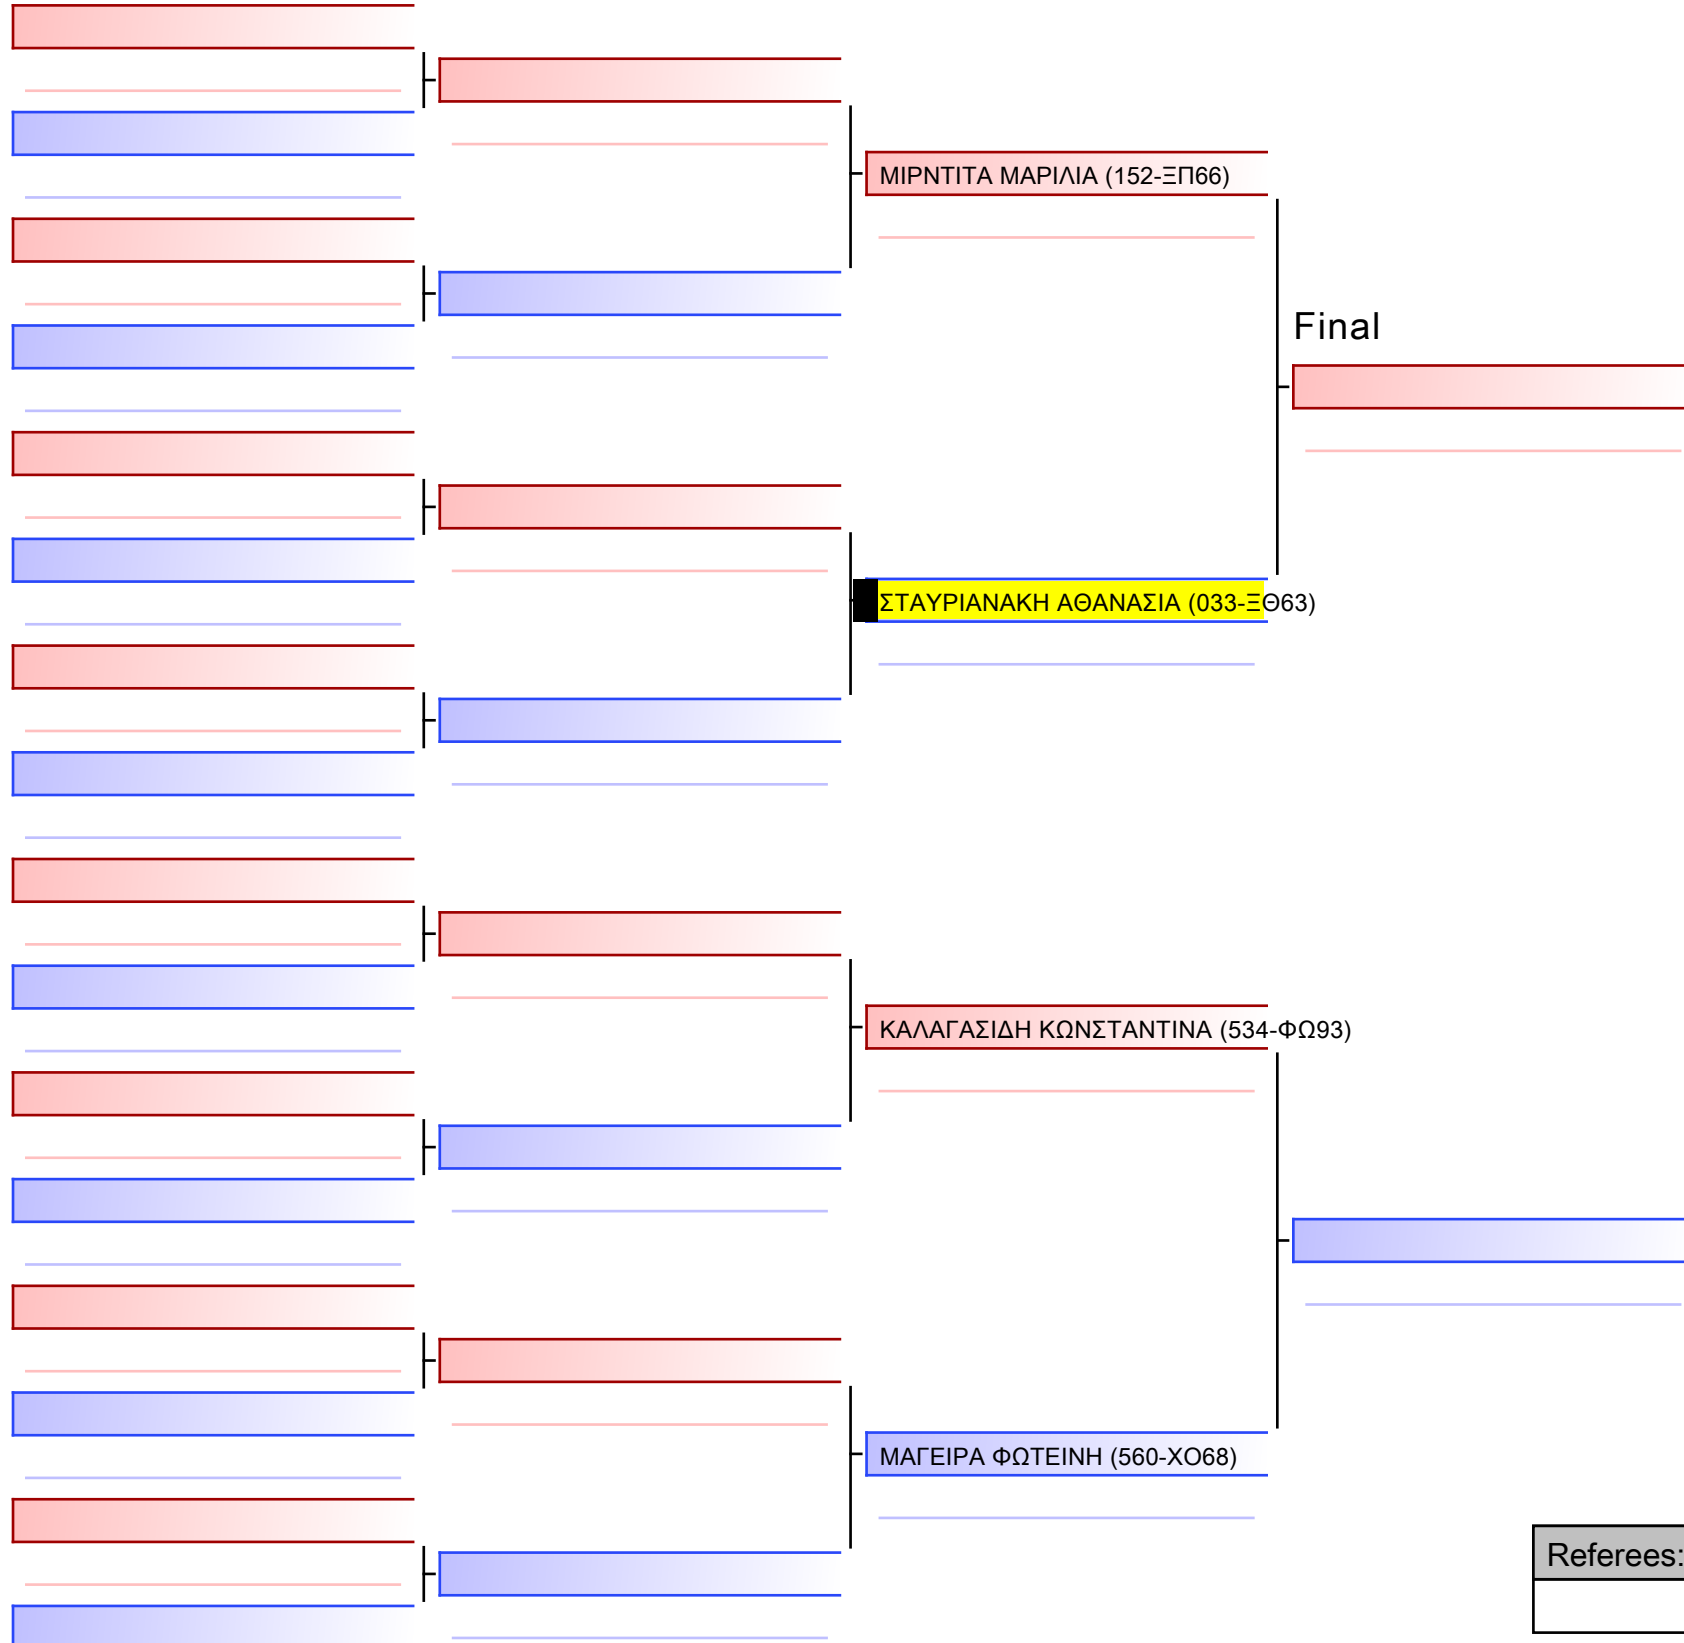 ΜΙΡΝΤΙΤΑ ΜΑΡΙΛΙΑ (152-ΞΠ66)
Final
ΣΤΑΥΡΙΑΝΑΚΗ ΑΘΑΝΑΣΙΑ (033-ΞΘ63)
ΚΑΛΑΓΑΣΙΔΗ ΚΩΝΣΤΑΝΤΙΝΑ (534-ΦΩ93)
ΜΑΓΕΙΡΑ ΦΩΤΕΙΝΗ (560-ΧΟ68)
Referees: